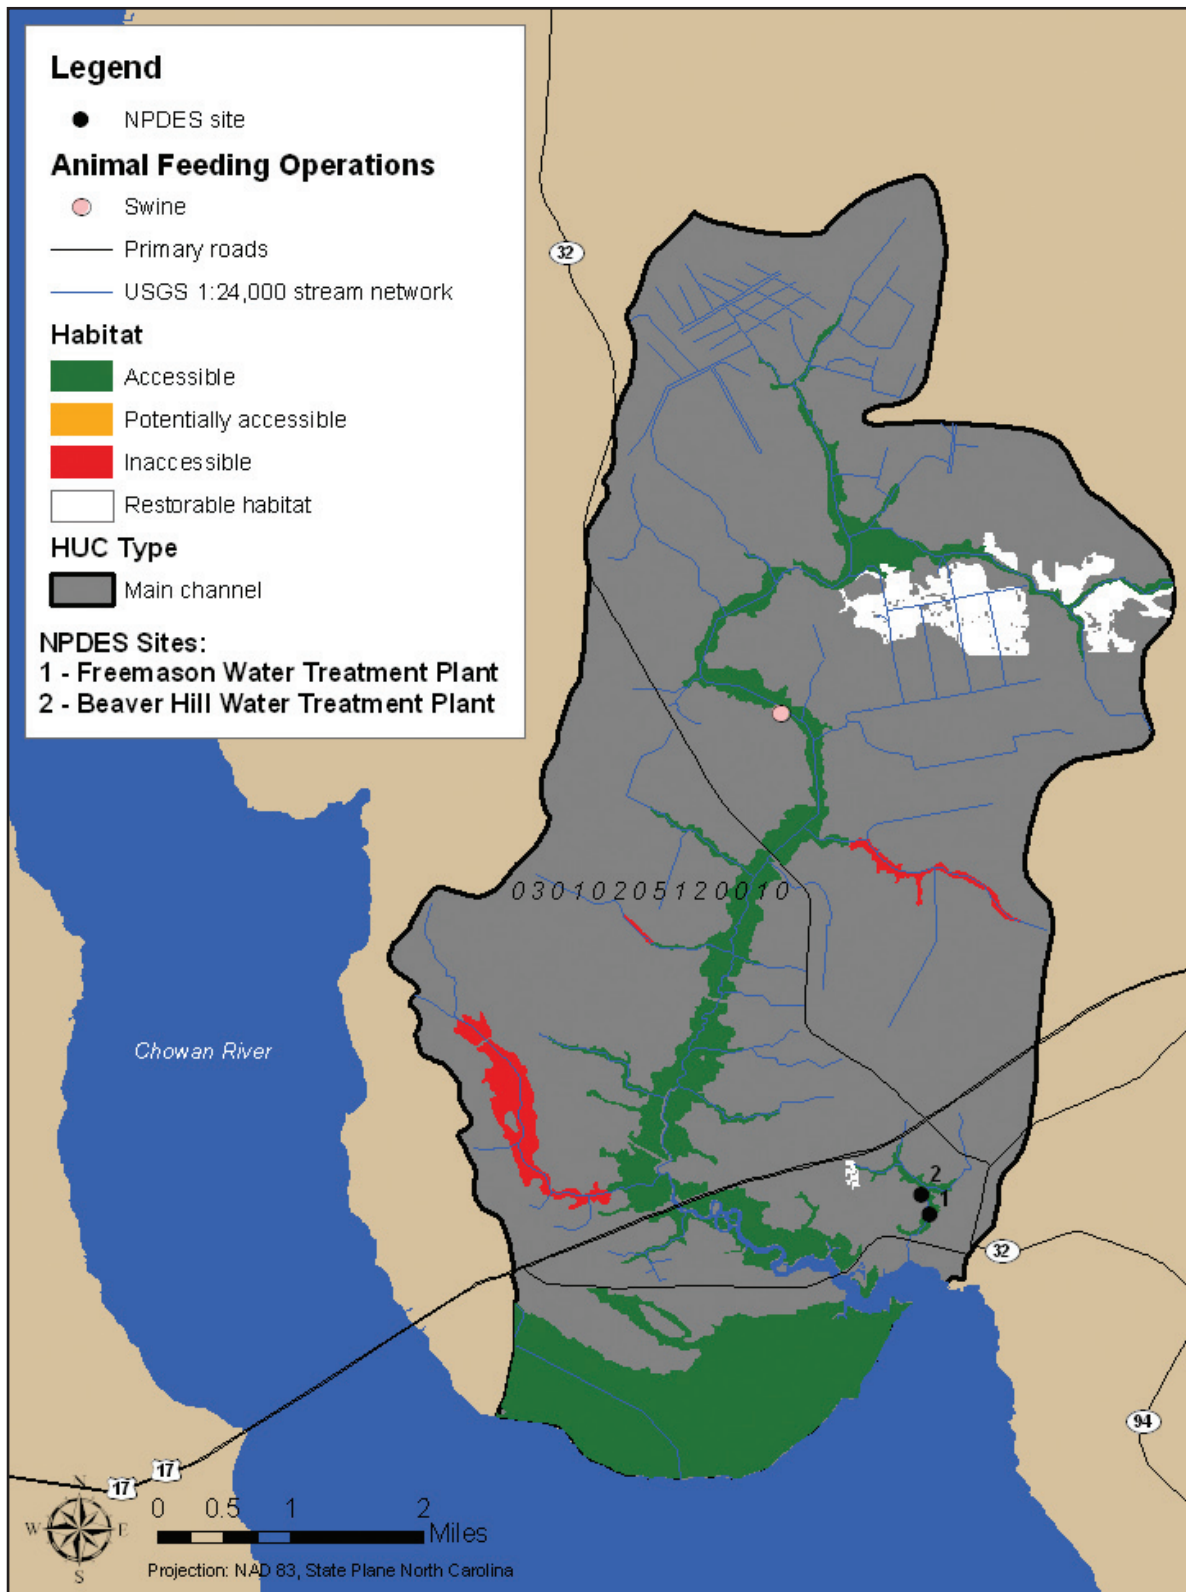 Legend
NPDES site
Animal Feeding Operations
Swine
Primary roads
USGS 1:24,000 stream network
Habitat
Accessible
Potentially accessible
Inaccessible
Restorable habitat
HUC Type
Main channel
NPDES Sites:
1 - Freemason Water Treatment Plant
2 - Beaver Hill Water Treatment Plant
32
03010205120010
Chowan River
2
1
32
94
17
17
N
W
E
S
0 0.5 1 2
Miles
Projection: NAD 83, State Plane North Carolina